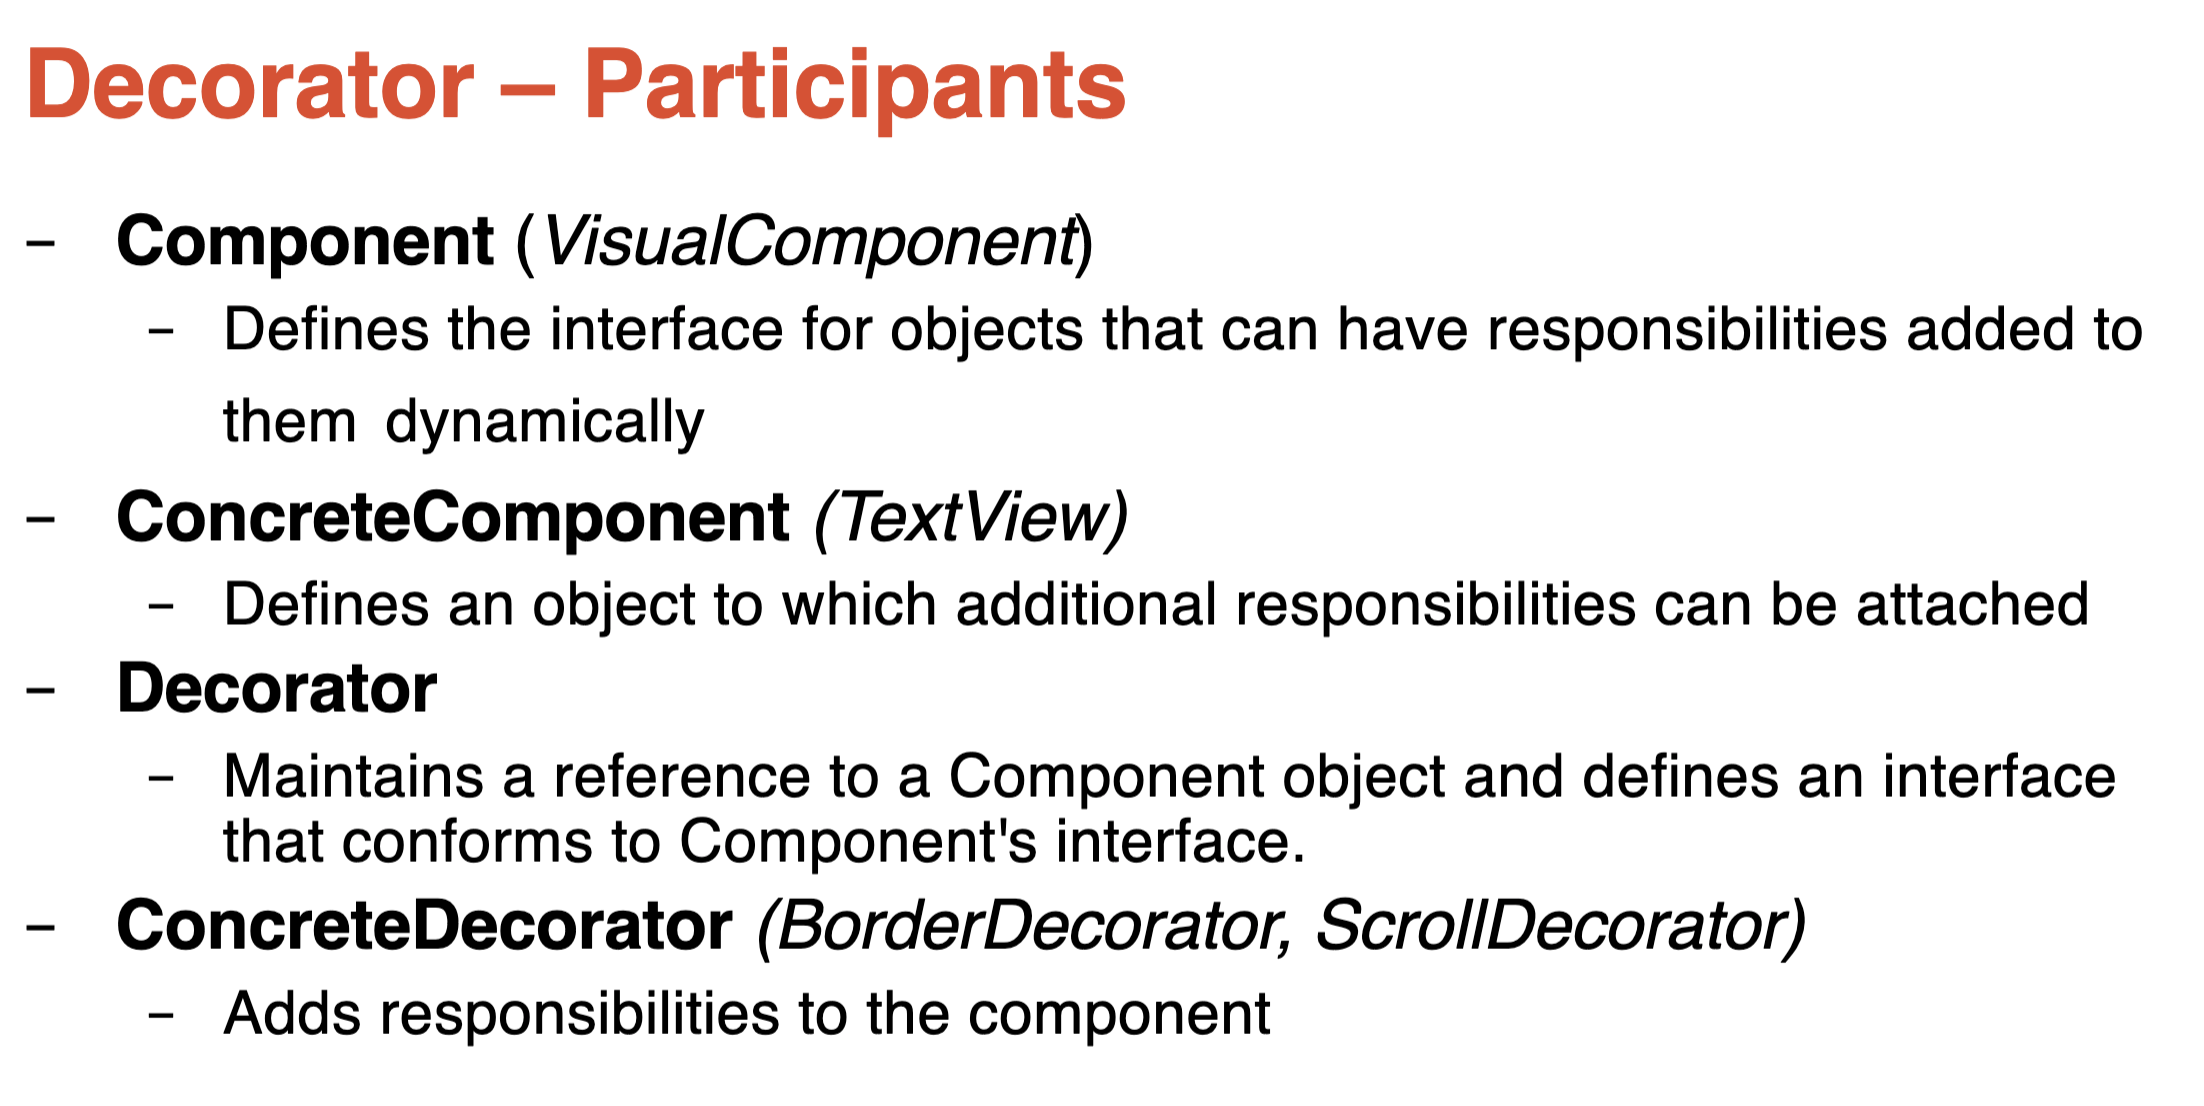 Decorator – Participants
– Component (VisualComponent)
– Defines the interface for objects that can have responsibilities added to
them dynamically
– ConcreteComponent (TextView)
– Defines an object to which additional responsibilities can be attached
– Decorator
– Maintains a reference to a Component object and defines an interface
that conforms to Component's interface.
– ConcreteDecorator (BorderDecorator, ScrollDecorator)
– Adds responsibilities to the component